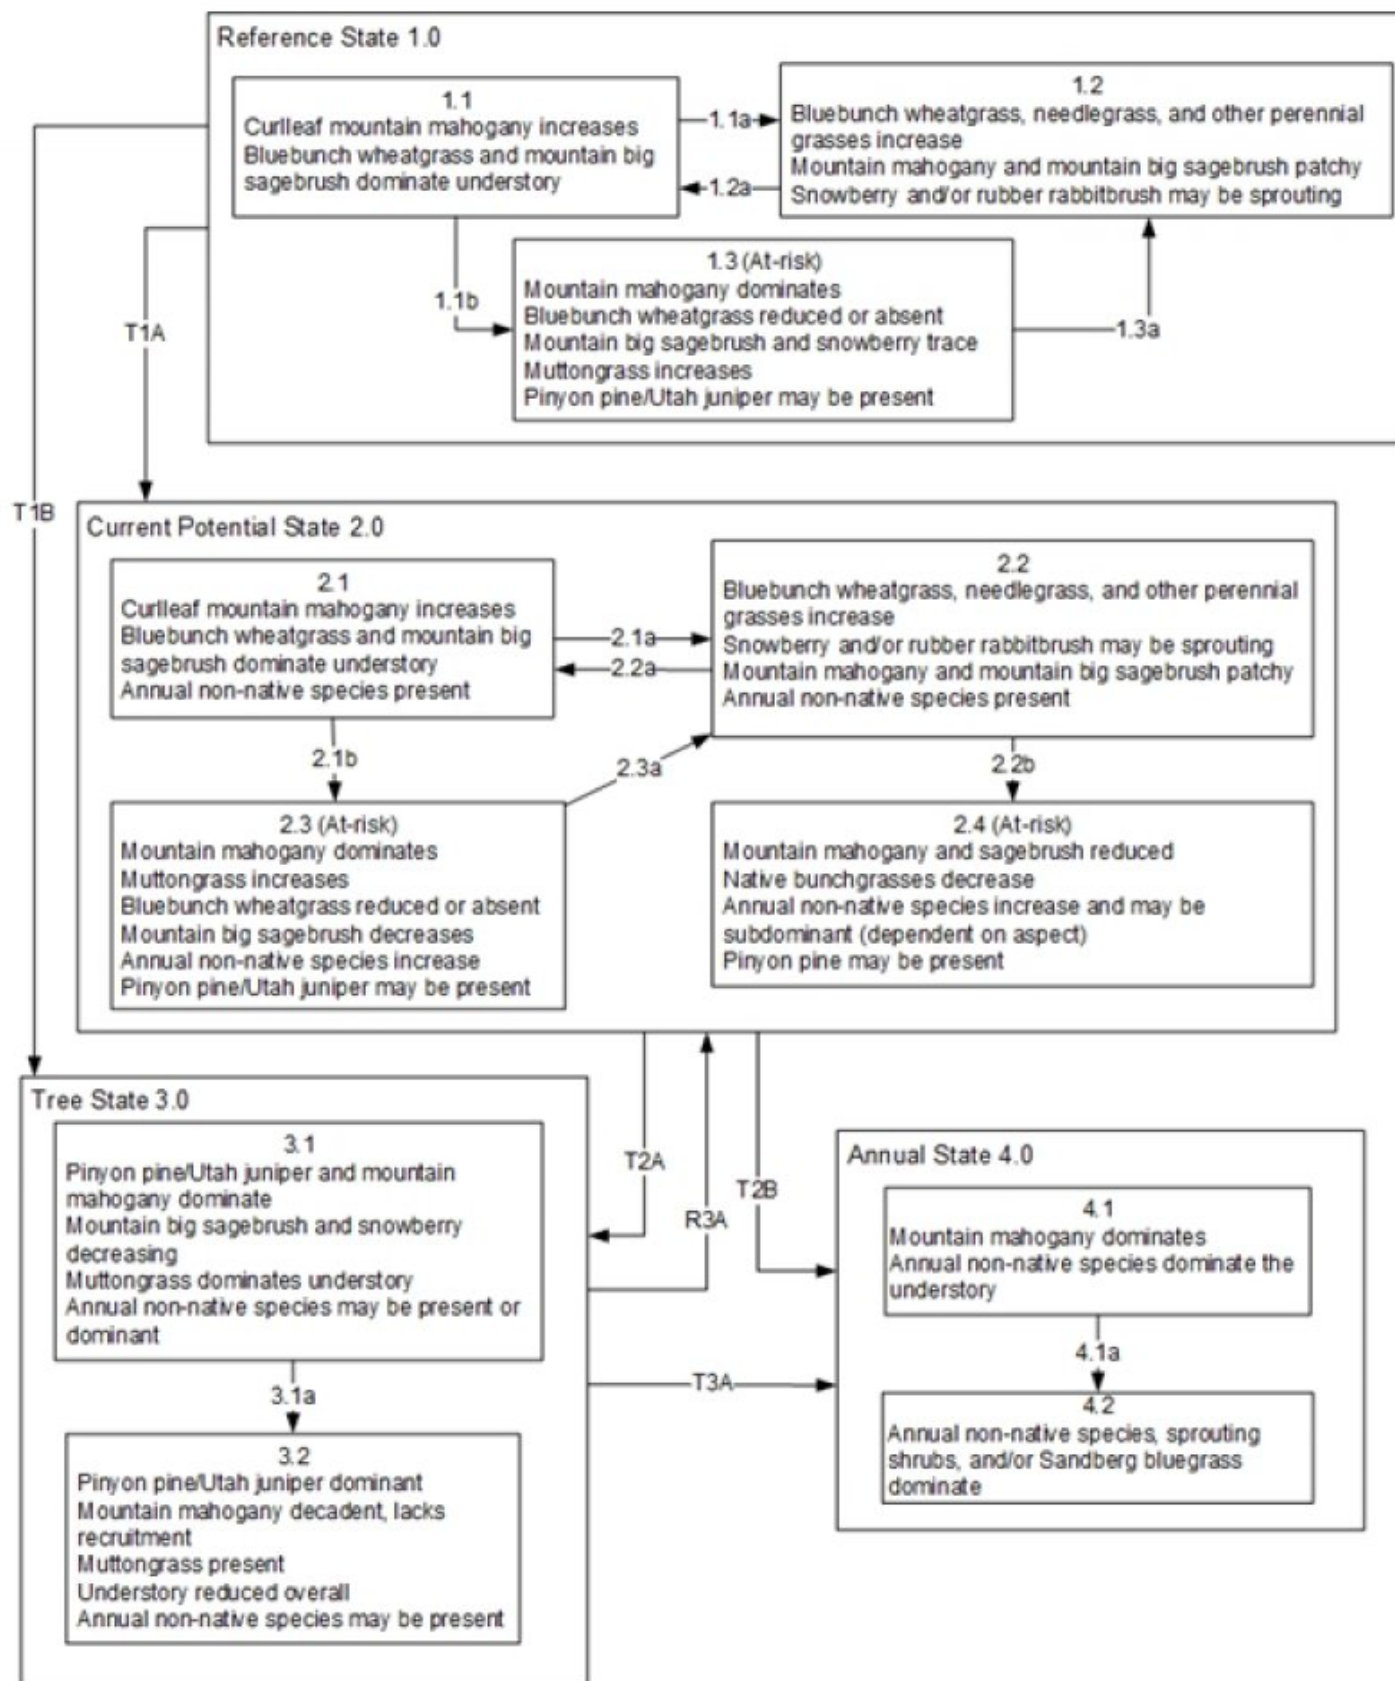 Reference State 1.0
1.1
Curlleaf mountain mahogany increases
Bluebunch wheatgrass and mountain big
sagebrush dominate understory
1.1a
1.2a
1.2
Bluebunch wheatgrass, needlegrass, and other perennial
grasses increase
Mountain mahogany and mountain big sagebrush patchy
Snowberry and/or rubber rabbitbrush may be sprouting
1.1b
1.3 (At-risk)
Mountain mahogany dominates
Bluebunch wheatgrass reduced or absent
Mountain big sagebrush and snowberry trace
Muttongrass increases
Pinyon pine/Utah juniper may be present
1.3a
T1A
T1B
Current Potential State 2.0
2.1
Curlleaf mountain mahogany increases
Bluebunch wheatgrass and mountain big
sagebrush dominate understory
Annual non-native species present
2.1a
2.2a
2.2
Bluebunch wheatgrass, needlegrass, and other perennial
grasses increase
Snowberry and/or rubber rabbitbrush may be sprouting
Mountain mahogany and mountain big sagebrush patchy
Annual non-native species present
2.1b
2.3a
2.2b
2.3 (At-risk)
Mountain mahogany dominates
Muttongrass increases
Bluebunch wheatgrass reduced or absent
Mountain big sagebrush decreases
Annual non-native species increase
Pinyon pine/Utah juniper may be present
2.4 (At-risk)
Mountain mahogany and sagebrush reduced
Native bunchgrasses decrease
Annual non-native species increase and may be
subdominant (dependent on aspect)
Pinyon pine may be present
Tree State 3.0
3.1
Pinyon pine/Utah juniper and mountain
mahogany dominate
Mountain big sagebrush and snowberry
decreasing
Muttongrass dominates understory
Annual non-native species may be present or
dominant
3.1a
3.2
Pinyon pine/Utah juniper dominant
Mountain mahogany decadent, lacks
recruitment
Muttongrass present
Understory reduced overall
Annual non-native species may be present
T2A
R3A
T2B
T3A
Annual State 4.0
4.1
Mountain mahogany dominates
Annual non-native species dominate the
understory
4.1a
4.2
Annual non-native species, sprouting
shrubs, and/or Sandberg bluegrass
dominate